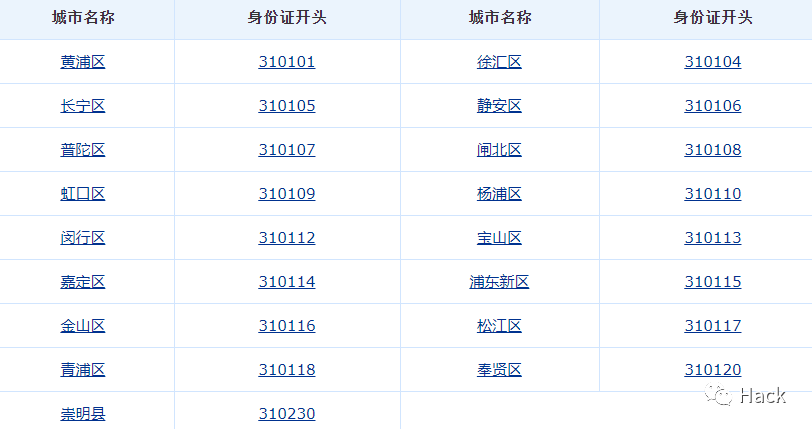 城市名称 身份证开头 城市名称 身份证开头
黄浦区 310101 徐汇区 310104
长宁区 310105 静安区 310106
普陀区 310107 闸北区 310108
虹口区 310109 杨浦区 310110
闵行区 310112 宝山区 310113
嘉定区 310114 浦东新区 310115
金山区 310116 松江区 310117
青浦区 310118 奉贤区 310120
崇明县 310230
Hack